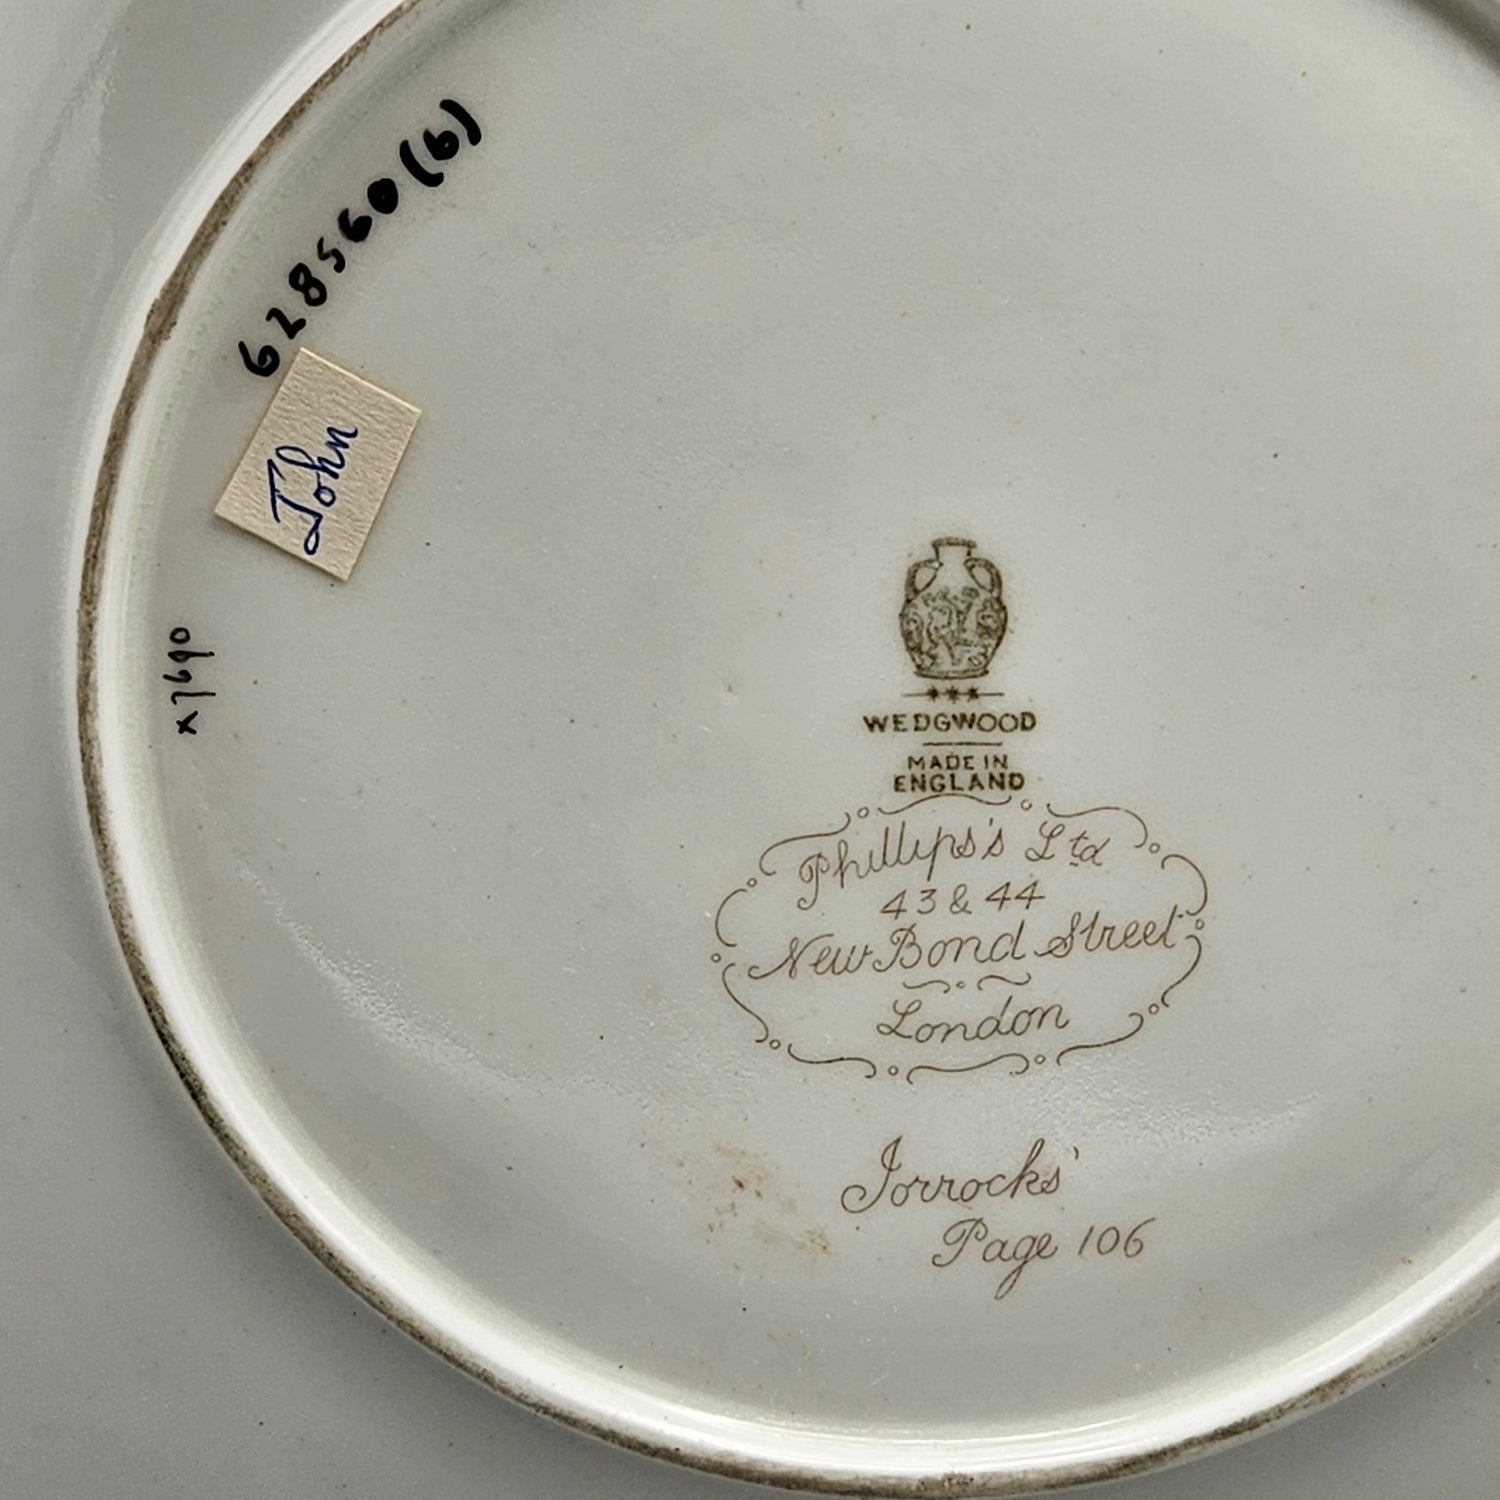 628560(6)
John
X7690
WEDGWOOD
MADE IN
ENGLAND
Phillips's Ltd
43 & 44
New Bond Street
London
Jorrocks'
Page 106